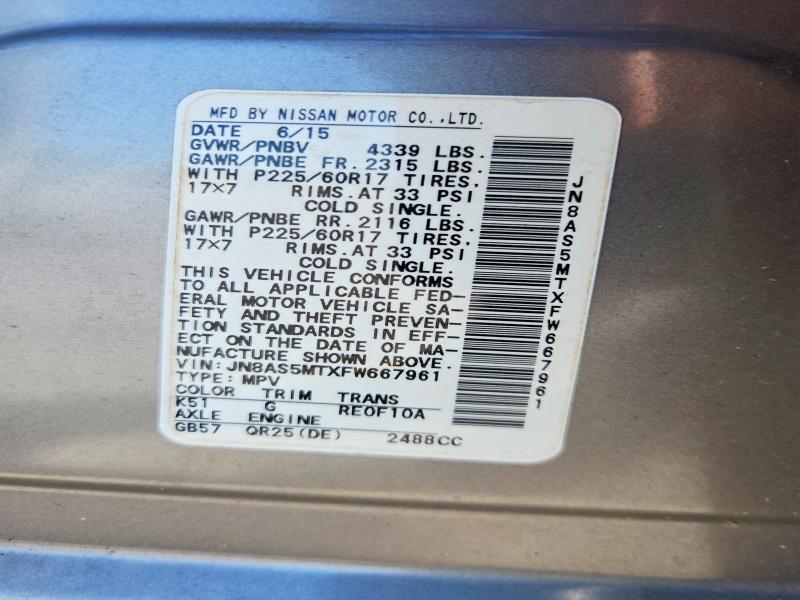 MFD BY NISSAN MOTOR CO.,LTD.
DATE 6/15
GVWR/PNBV 4339 LBS.
GAWR/PNBE FR. 2315 LBS.
WITH P225/60R17 TIRES,
17×7 RIMS.AT 33 PSI
COLD SINGLE.
GAWR/PNBE RR. 2116 LBS.
WITH P225/60R17 TIRES,
17×7 RIMS.AT 33 PSI
COLD SINGLE.
THIS VEHICLE CONFORMS
TO ALL APPLICABLE FED-
ERAL MOTOR VEHICLE SA-
FETY AND THEFT PREVEN-
TION STANDARDS IN EFF-
ECT ON THE DATE OF MA-
NUFACTURE SHOWN ABOVE.
VIN: JN8AS5MTXFW667961
TYPE: MPV
COLOR TRIM TRANS
K51 G RE0F10A
AXLE ENGINE
GB57 QR25(DE) 2488CC
JN8AS5MTXFW667961